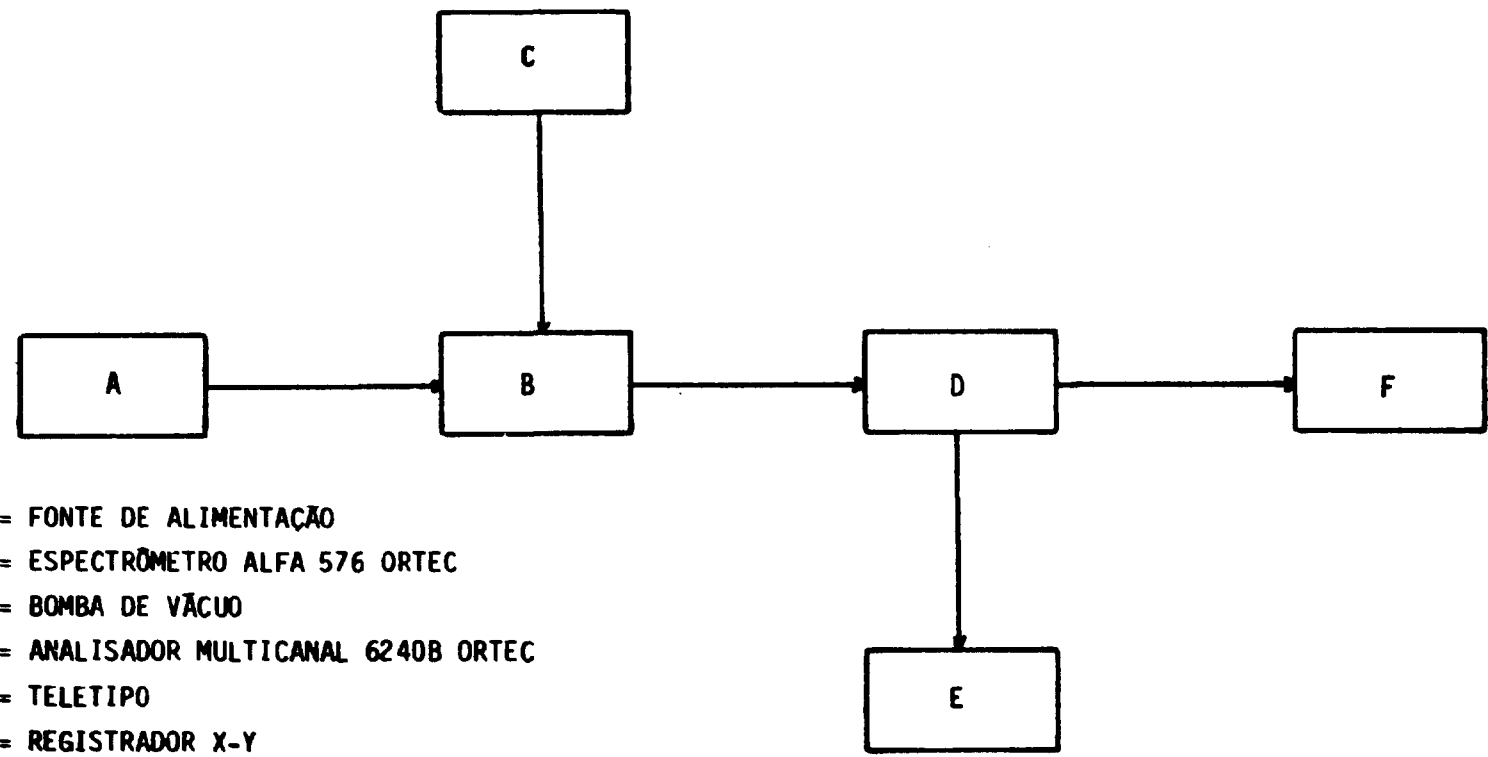 C
A
B
D
F
= FONTE DE ALIMENTAÇÃO
= ESPECTRÔMETRO ALFA 576 ORTEC
= BOMBA DE VÁCUO
= ANALISADOR MULTICANAL 6240B ORTEC
E
= TELETIPO
= REGISTRADOR X-Y